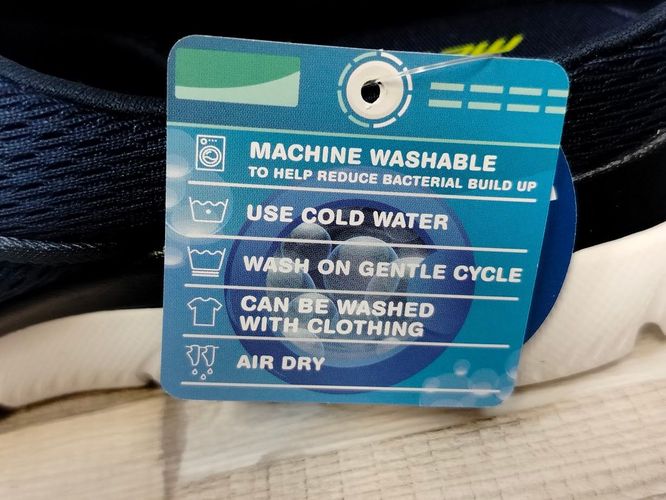 MACHINE WASHABLE
TO HELP REDUCE BACTERIAL BUILD UP
USE COLD WATER
WASH ON GENTLE CYCLE
CAN BE WASHED
WITH CLOTHING
AIR DRY